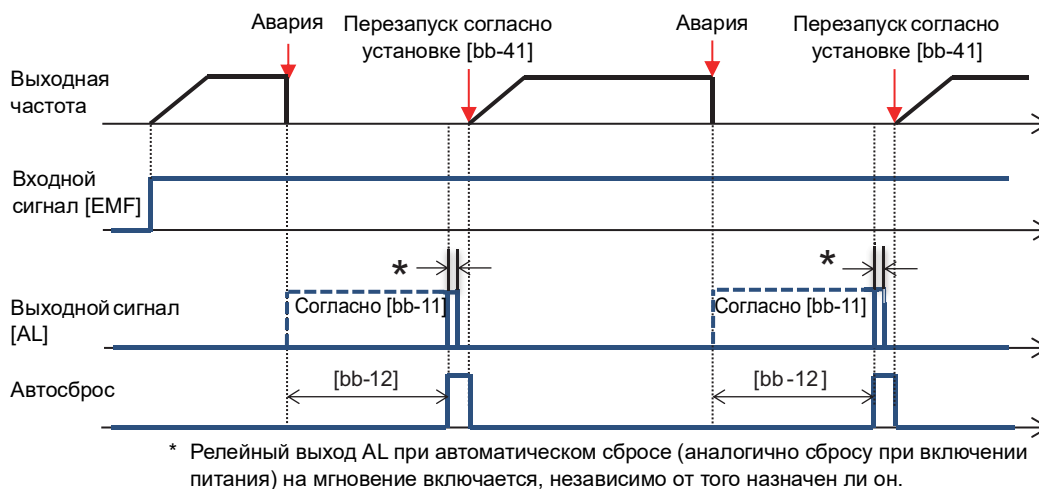 Авария
Перезапуск согласно
установке [bb-41]
Авария
Перезапуск согласно
установке [bb-41]
Выходная
частота
Входной
сигнал [EMF]
*
*
Выходной сигнал
[AL]
Согласно [bb-11]
Согласно [bb-11]
Автосброс
[bb-12]
[bb-12]
* Релейный выход AL при автоматическом сбросе (аналогично сбросу при включении
питания) на мгновение включается, независимо от того назначен ли он.